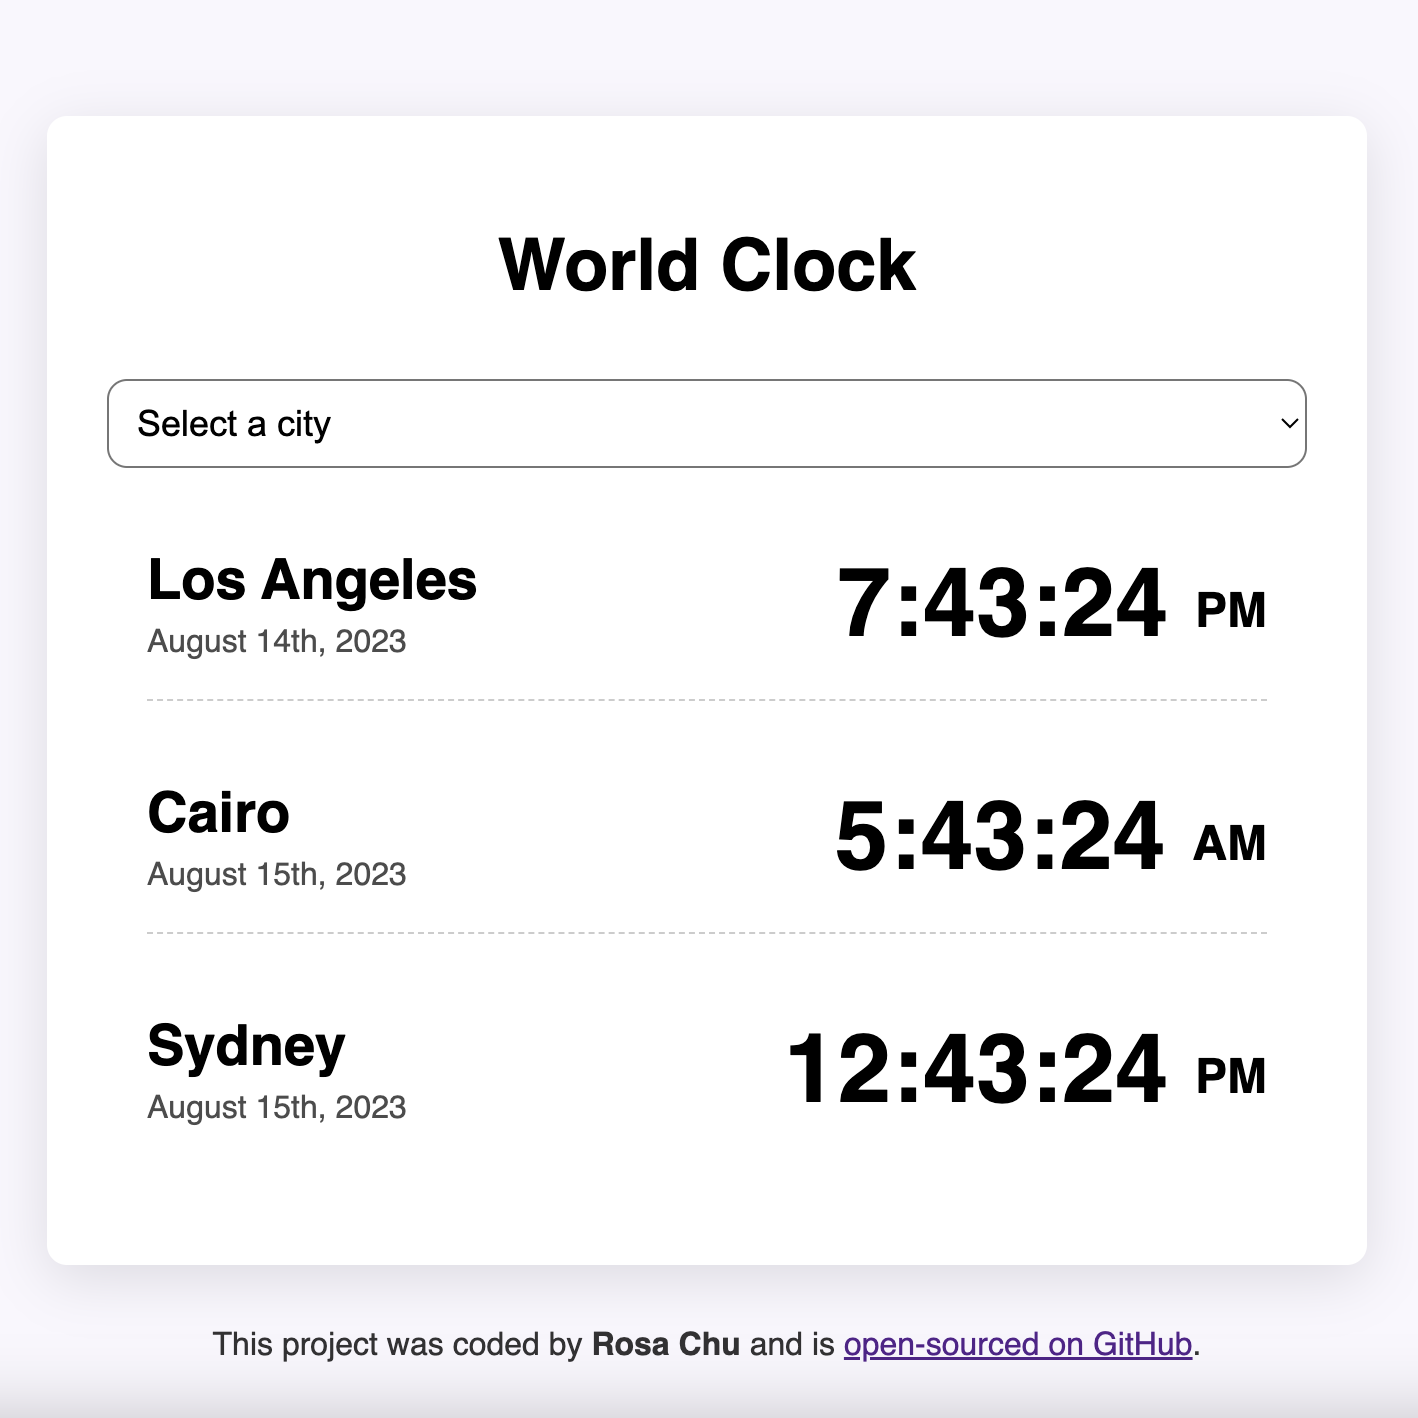 World Clock
Select a city
Los Angeles
August 14th, 2023
7:43:24 PM
Cairo
August 15th, 2023
5:43:24 AM
Sydney
August 15th, 2023
12:43:24 PM
This project was coded by Rosa Chu and is open-sourced on GitHub.